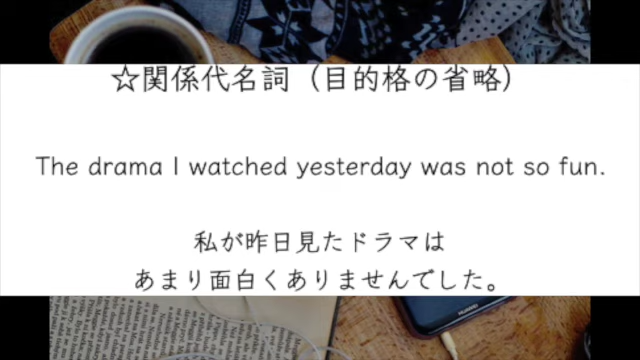 ☆関係代名詞（目的格の省略）
The drama I watched yesterday was not so fun.
私が昨日見たドラマは
あまり面白くありませんでした。
HUAWEI